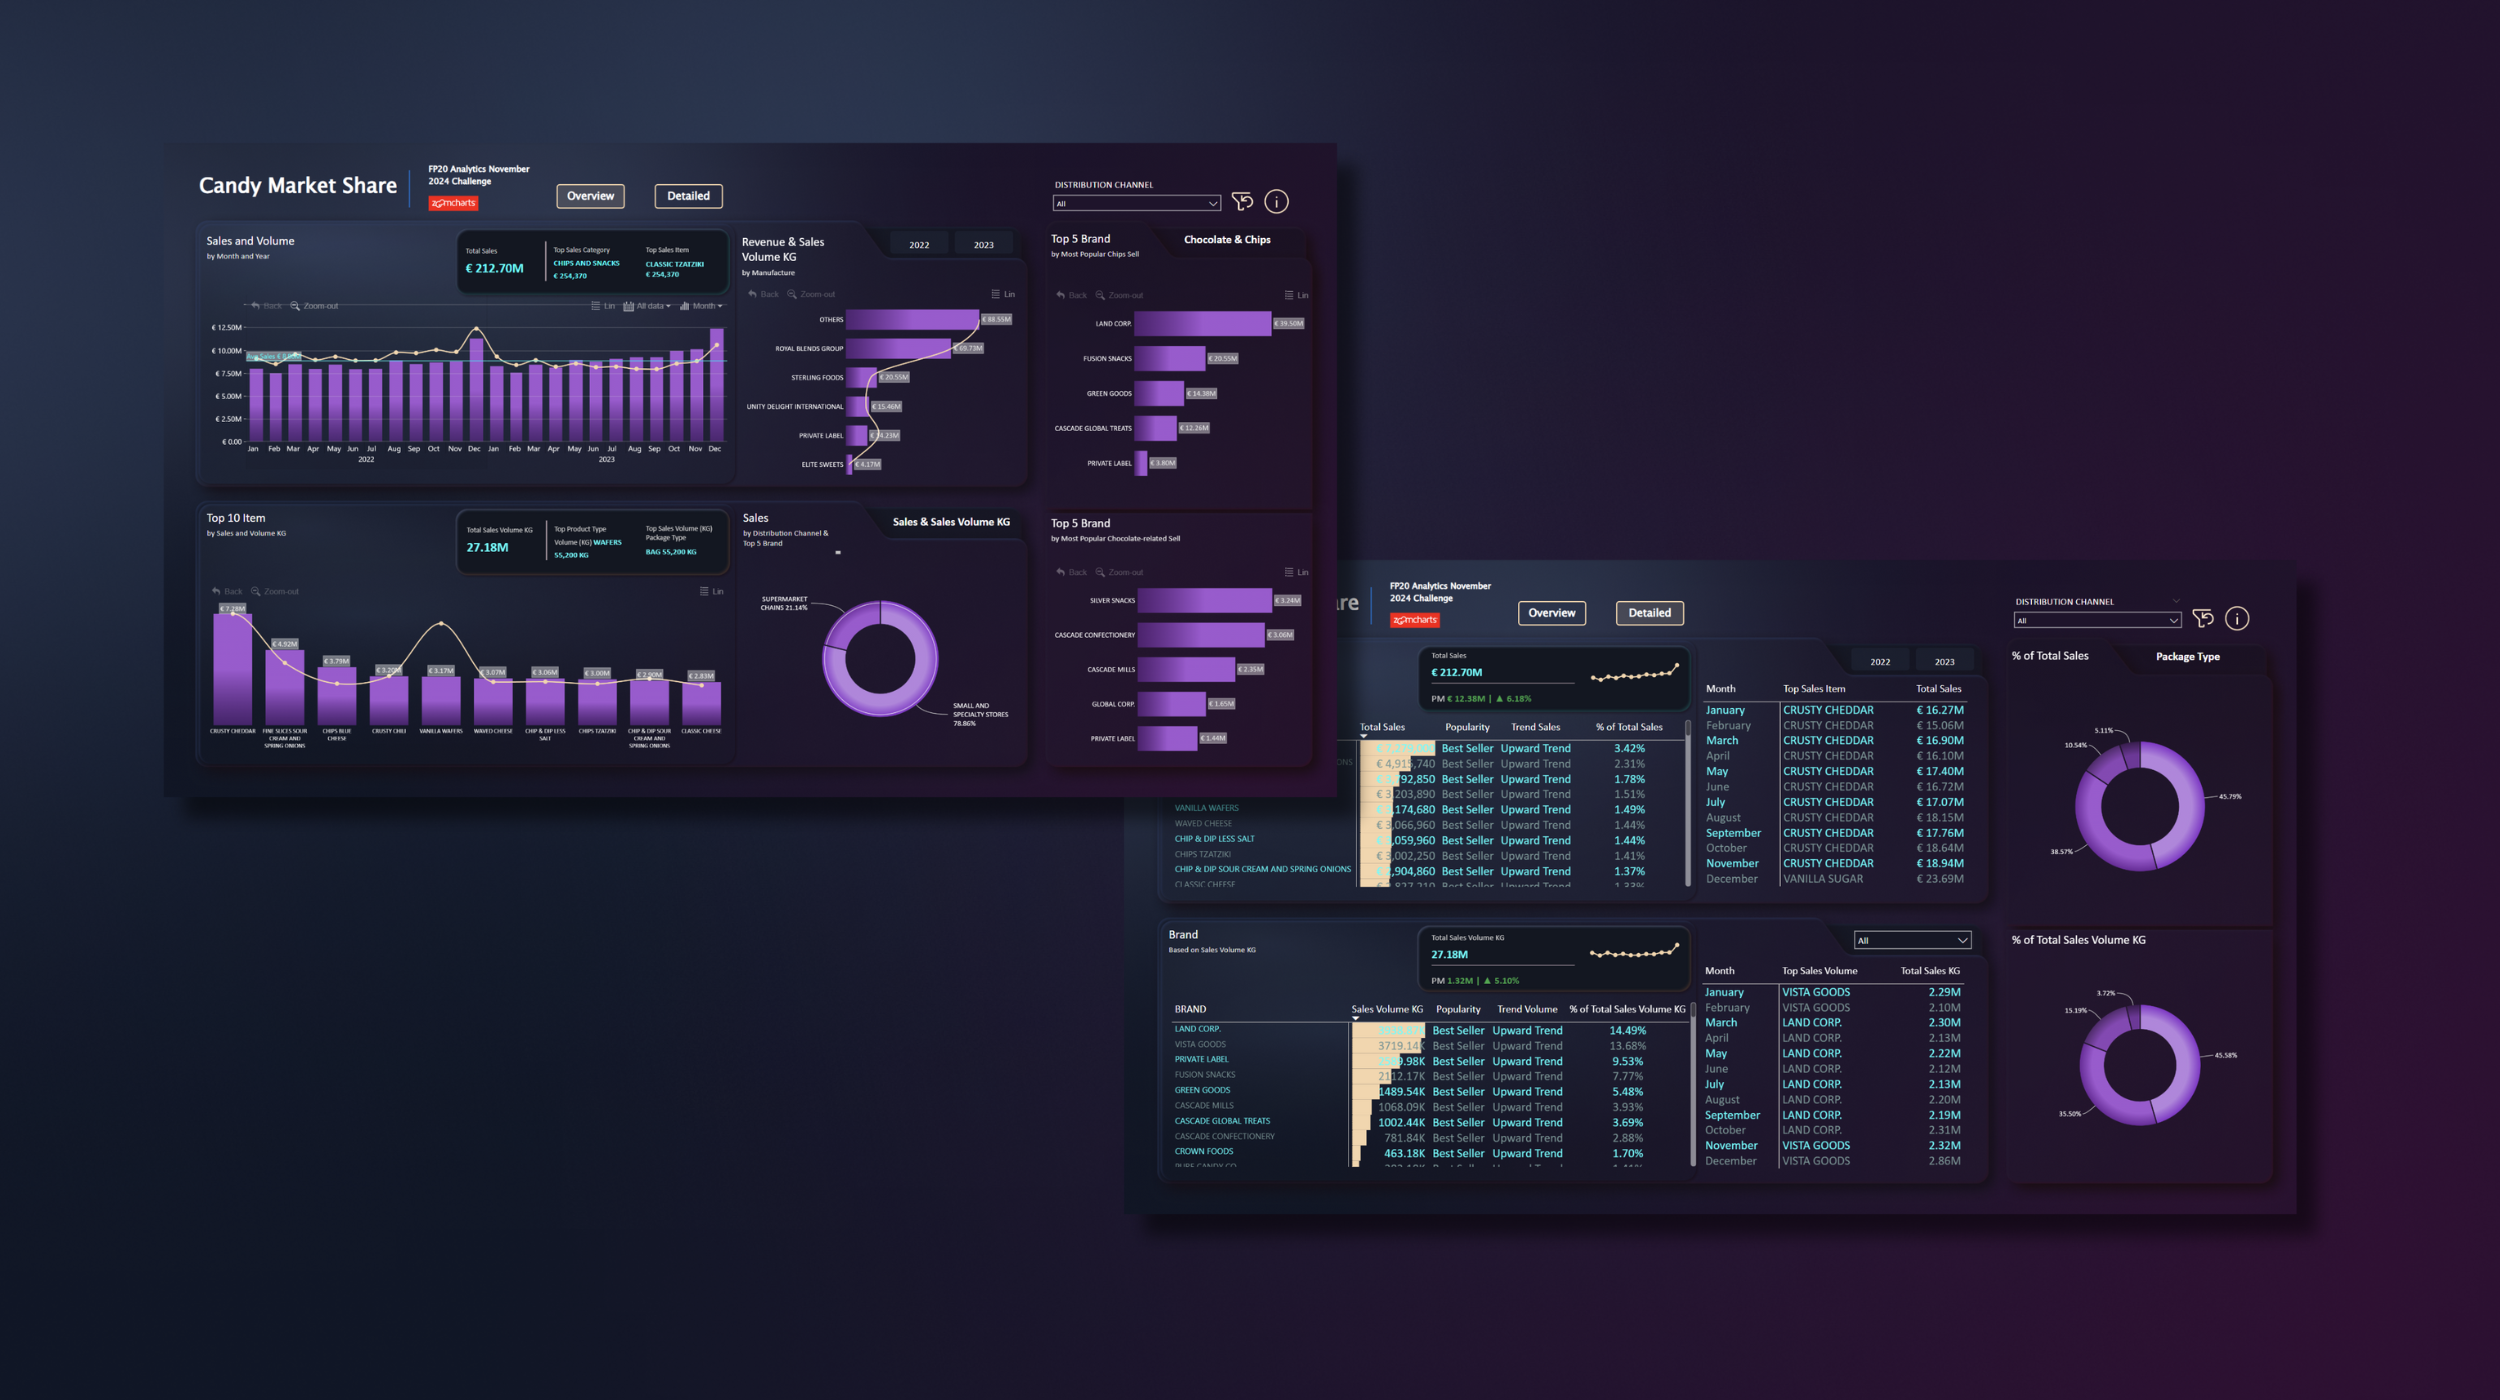 Candy Market Share
FP20 Analytics November
2024 Challenge
zoomcharts
Overview
Detailed
DISTRIBUTION CHANNEL
All
Sales and Volume
by Month and Year
Total Sales
€ 212.70M
Top Sales Category
CHIPS AND SNACKS
€ 254,370
Top Sales Item
CLASSIC TZATZIKI
€ 254,370
Back
Zoom-out
Lin
All data
Month
€ 12.50M
€ 10.00M
€ 7.50M
€ 5.00M
€ 2.50M
€ 0.00
Jan Feb Mar Apr May Jun Jul Aug Sep Oct Nov Dec Jan Feb Mar Apr May Jun Jul Aug Sep Oct Nov Dec
2022 2023
Revenue & Sales
Volume KG
by Manufacture
2022
2023
Back
Zoom-out
Lin
OTHERS € 88.55M
ROYAL BLENDS GROUP € 69.73M
STERLING FOODS € 20.55M
UNITY DELIGHT INTERNATIONAL € 15.46M
PRIVATE LABEL
ELITE SWEETS € 4.17M
Top 5 Brand
by Most Popular Chips Sell
Chocolate & Chips
Back
Zoom-out
Lin
LAND CORP. € 39.50M
FUSION SNACKS € 20.55M
GREEN GOODS € 14.38M
CASCADE GLOBAL TREATS € 12.26M
PRIVATE LABEL € 3.80M
Top 10 Item
by Sales and Volume KG
Total Sales Volume KG
27.18M
Top Product Type
Volume (KG) WAFERS
55,200 KG
Top Sales Volume (KG)
Package Type
BAG 55,200 KG
Back
Zoom-out
Lin
€ 7.28M
€ 4.92M
€ 3.79M
€ 3.20M
€ 3.17M
€ 3.07M
€ 3.06M
€ 3.00M
€ 2.90M
€ 2.83M
CRUSTY CHEDDAR
FINE SLICES SOUR
CREAM AND
SPRING ONIONS
CHIPS BLUE
CHEESE
CRUSTY CHILI
VANILLA WAFERS
WAVED CHEESE
CHIP & DIP LESS
SALT
CHIPS TZATZIKI
CHIP & DIP SOUR
CREAM AND
SPRING ONIONS
CLASSIC CHEESE
Sales
by Distribution Channel &
Top 5 Brand
Sales & Sales Volume KG
SUPERMARKET
CHAINS 21.14%
SMALL AND
SPECIALTY STORES
78.86%
Top 5 Brand
by Most Popular Chocolate-related Sell
Back
Zoom-out
Lin
SILVER SNACKS € 3.24M
CASCADE CONFECTIONERY € 3.06M
CASCADE MILLS € 2.35M
GLOBAL CORP. € 1.65M
PRIVATE LABEL € 1.44M
re
FP20 Analytics November
2024 Challenge
zoomcharts
Overview
Detailed
DISTRIBUTION CHANNEL
All
Total Sales
€ 212.70M
PM € 12.38M | ▲ 6.18%
Total Sales Popularity Trend Sales % of Total Sales
Best Seller Upward Trend 3.42%
ONS € 4,915,740 Best Seller Upward Trend 2.31%
792,850 Best Seller Upward Trend 1.78%
€ 3,203,890 Best Seller Upward Trend 1.51%
VANILLA WAFERS 174,680 Best Seller Upward Trend 1.49%
WAVED CHEESE € 3,066,960 Best Seller Upward Trend 1.44%
CHIP & DIP LESS SALT ,059,960 Best Seller Upward Trend 1.44%
CHIPS TZATZIKI € 3,002,250 Best Seller Upward Trend 1.41%
CHIP & DIP SOUR CREAM AND SPRING ONIONS ,904,860 Best Seller Upward Trend 1.37%
CLASSIC CHEESE
2022
2023
Month Top Sales Item Total Sales
January CRUSTY CHEDDAR € 16.27M
February CRUSTY CHEDDAR € 15.06M
March CRUSTY CHEDDAR € 16.90M
April CRUSTY CHEDDAR € 16.10M
May CRUSTY CHEDDAR € 17.40M
June CRUSTY CHEDDAR € 16.72M
July CRUSTY CHEDDAR € 17.07M
August CRUSTY CHEDDAR € 18.15M
September CRUSTY CHEDDAR € 17.76M
October CRUSTY CHEDDAR € 18.64M
November CRUSTY CHEDDAR € 18.94M
December VANILLA SUGAR € 23.69M
% of Total Sales
Package Type
5.11%
10.54%
45.79%
38.57%
Brand
Based on Sales Volume KG
Total Sales Volume KG
27.18M
PM 1.32M | ▲ 5.10%
BRAND Sales Volume KG Popularity Trend Volume % of Total Sales Volume KG
LAND CORP. Best Seller Upward Trend 14.49%
VISTA GOODS 3719.14K Best Seller Upward Trend 13.68%
PRIVATE LABEL 9.98K Best Seller Upward Trend 9.53%
FUSION SNACKS 2112.17K Best Seller Upward Trend 7.77%
GREEN GOODS 1489.54K Best Seller Upward Trend 5.48%
CASCADE MILLS 1068.09K Best Seller Upward Trend 3.93%
CASCADE GLOBAL TREATS 1002.44K Best Seller Upward Trend 3.69%
CASCADE CONFECTIONERY 781.84K Best Seller Upward Trend 2.88%
CROWN FOODS 463.18K Best Seller Upward Trend 1.70%
All
Month Top Sales Volume Total Sales KG
January VISTA GOODS 2.29M
February VISTA GOODS 2.10M
March LAND CORP. 2.30M
April LAND CORP. 2.13M
May LAND CORP. 2.22M
June LAND CORP. 2.12M
July LAND CORP. 2.13M
August LAND CORP. 2.20M
September LAND CORP. 2.19M
October LAND CORP. 2.31M
November VISTA GOODS 2.32M
December VISTA GOODS 2.86M
% of Total Sales Volume KG
3.72%
15.19%
45.58%
35.50%